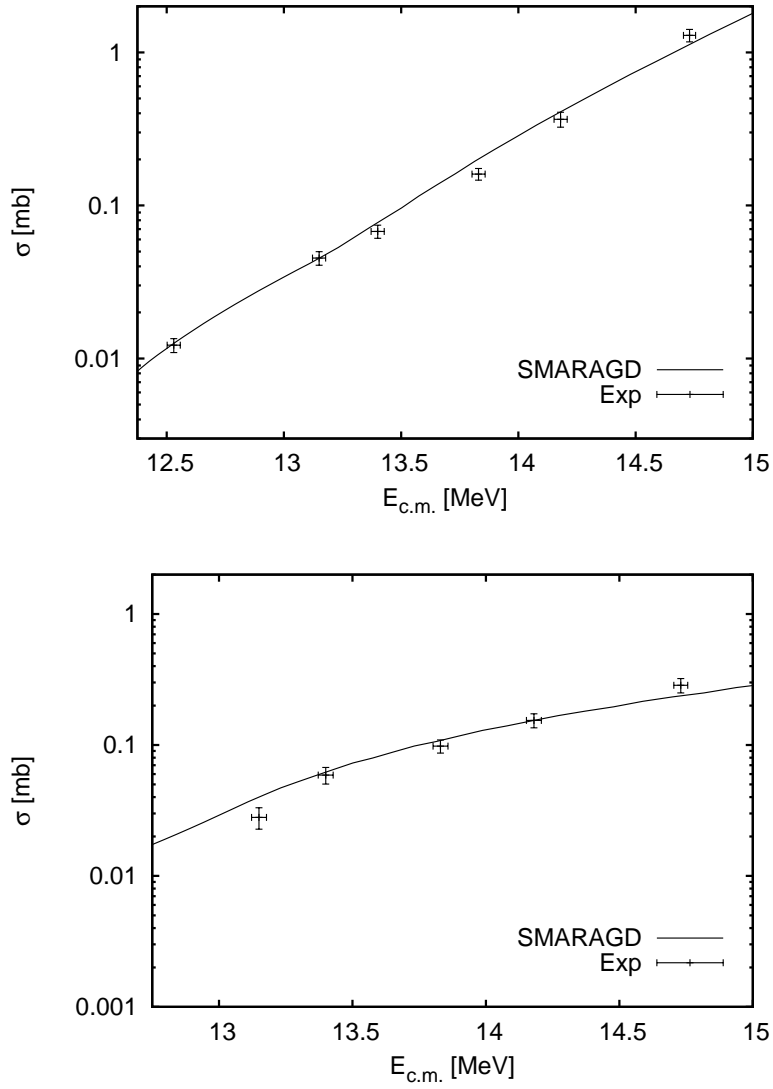 1
0.1
0.01
σ [mb]
SMARAGD
Exp
12.5 13 13.5 14 14.5 15
E_c.m. [MeV]
1
0.1
0.01
0.001
σ [mb]
SMARAGD
Exp
13 13.5 14 14.5 15
E_c.m. [MeV]